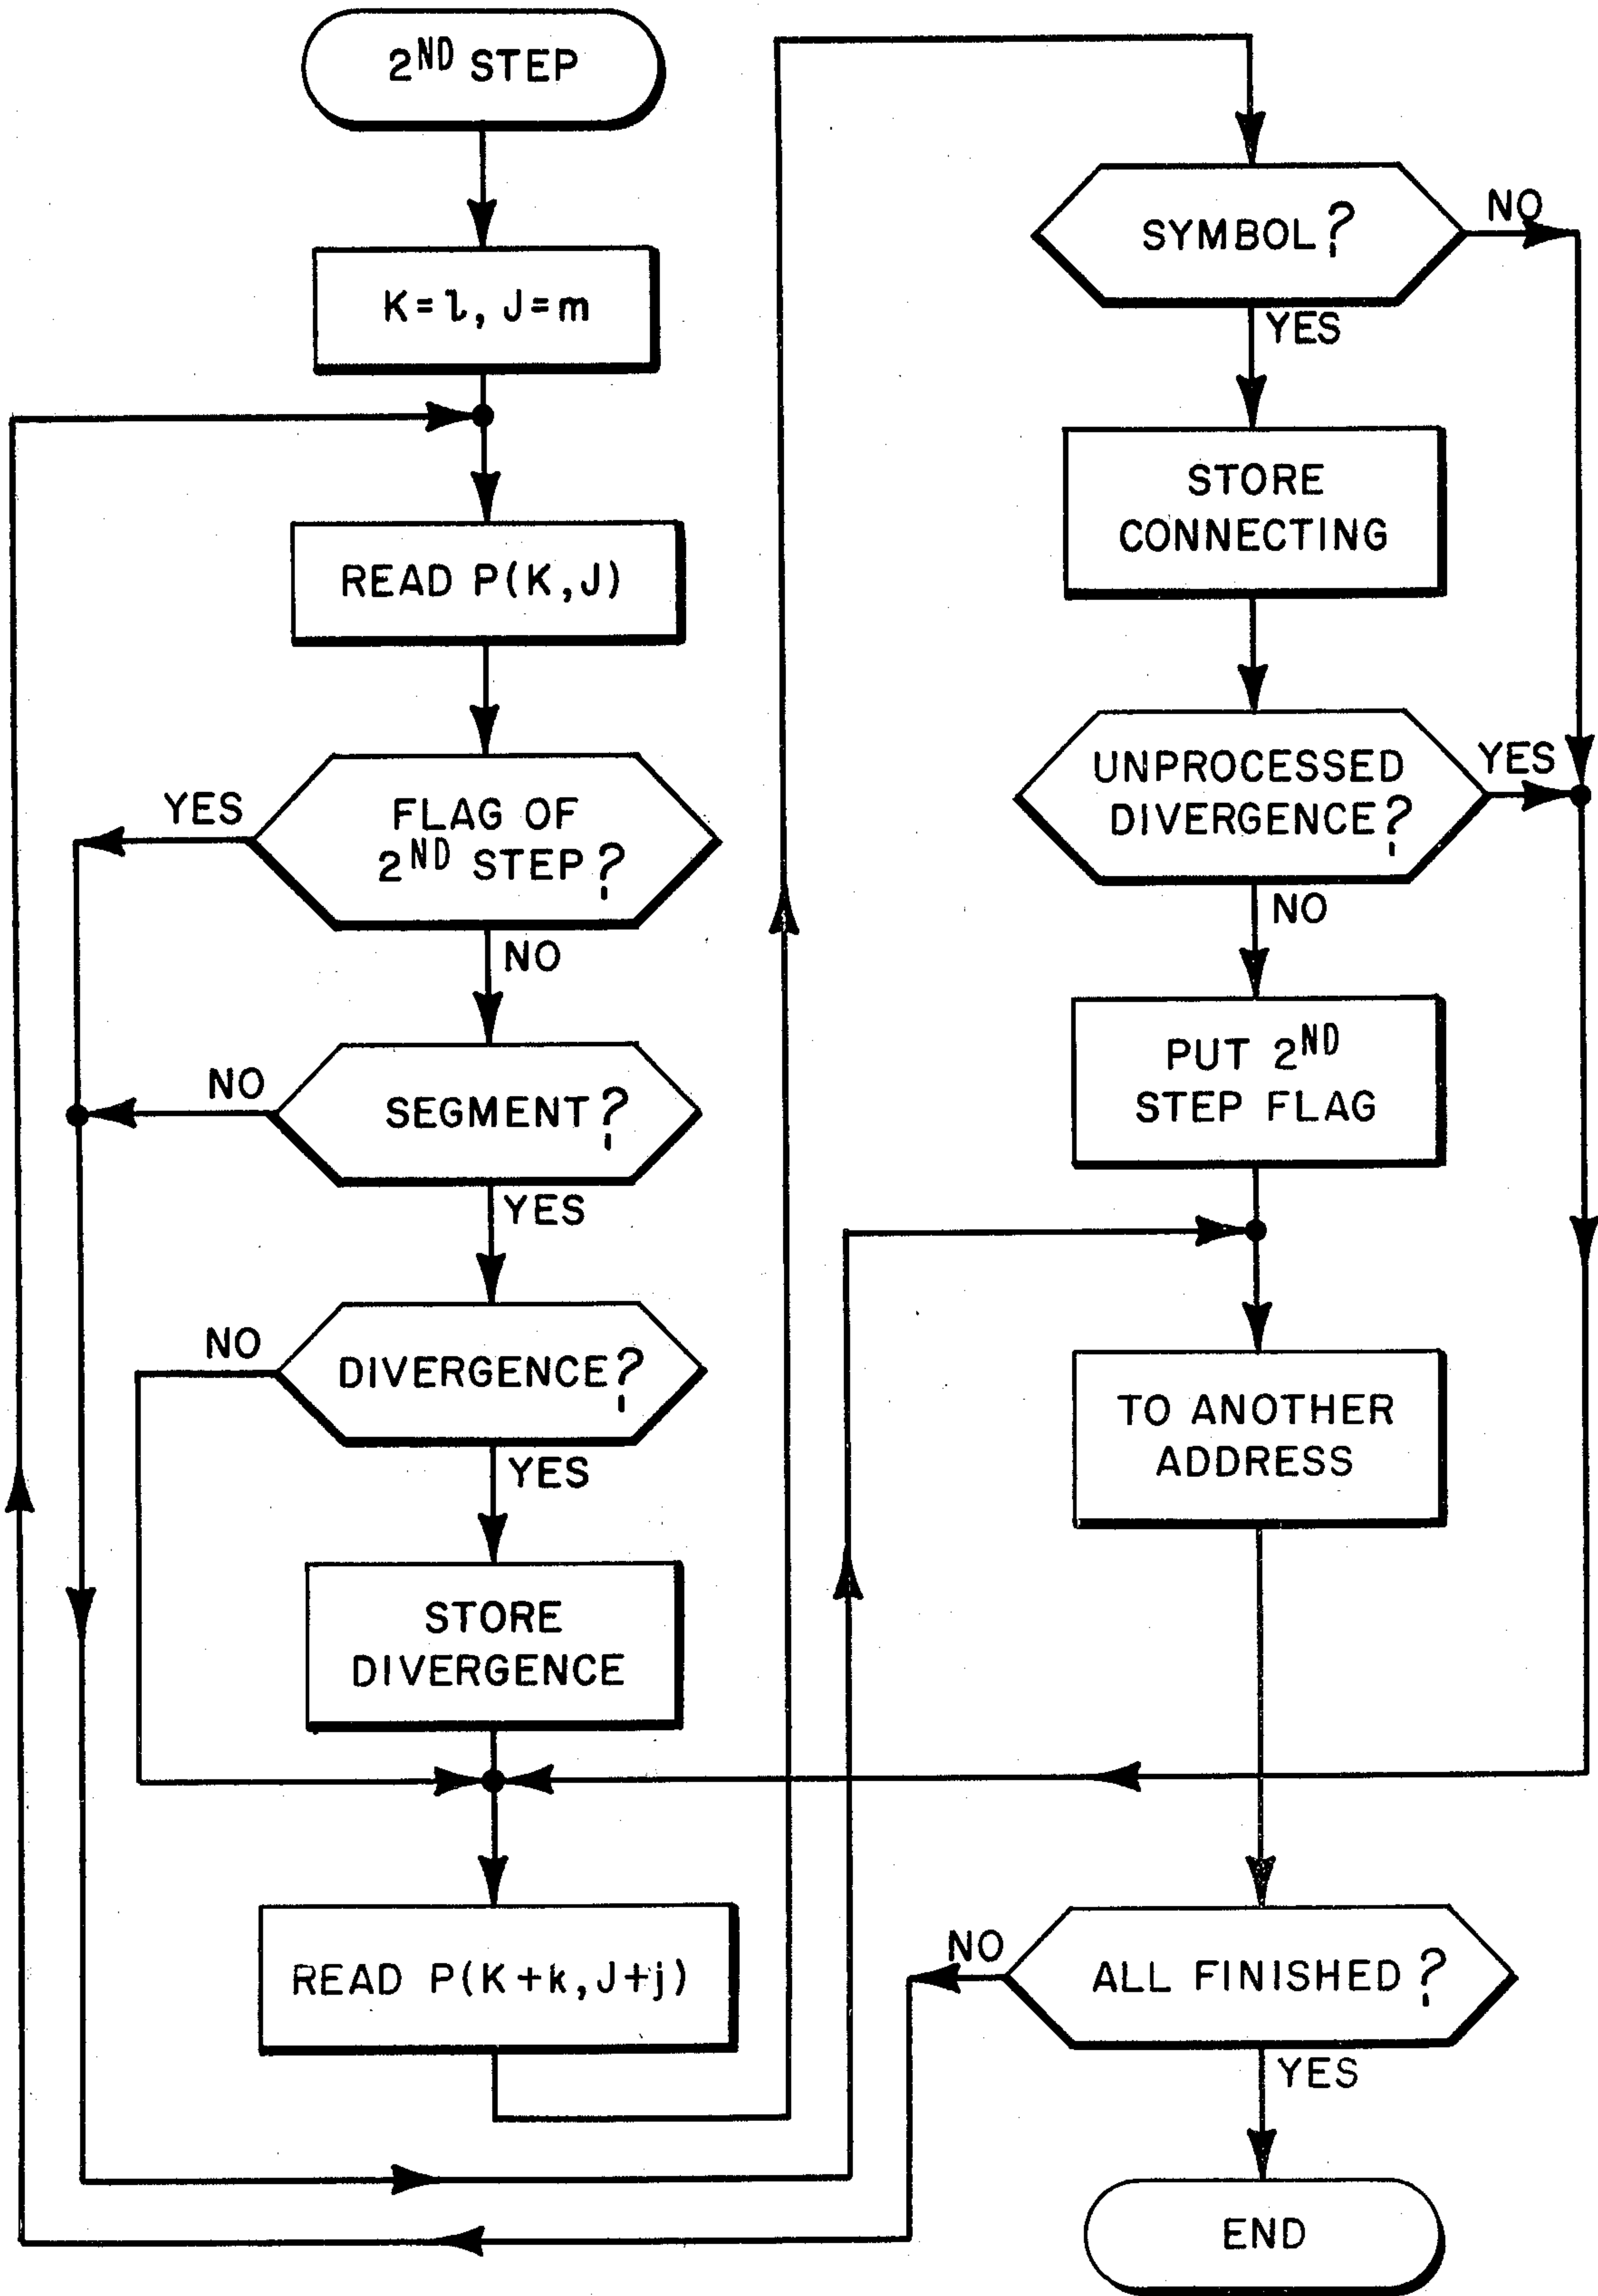 2ND STEP
K=l, J=m
READ P(K,J)
FLAG OF
2ND STEP?
YES
NO
SEGMENT?
NO
YES
DIVERGENCE?
NO
YES
STORE
DIVERGENCE
READ P(K+k,J+j)
SYMBOL?
NO
YES
STORE
CONNECTING
UNPROCESSED
DIVERGENCE?
YES
NO
PUT 2ND
STEP FLAG
TO ANOTHER
ADDRESS
ALL FINISHED?
NO
YES
END